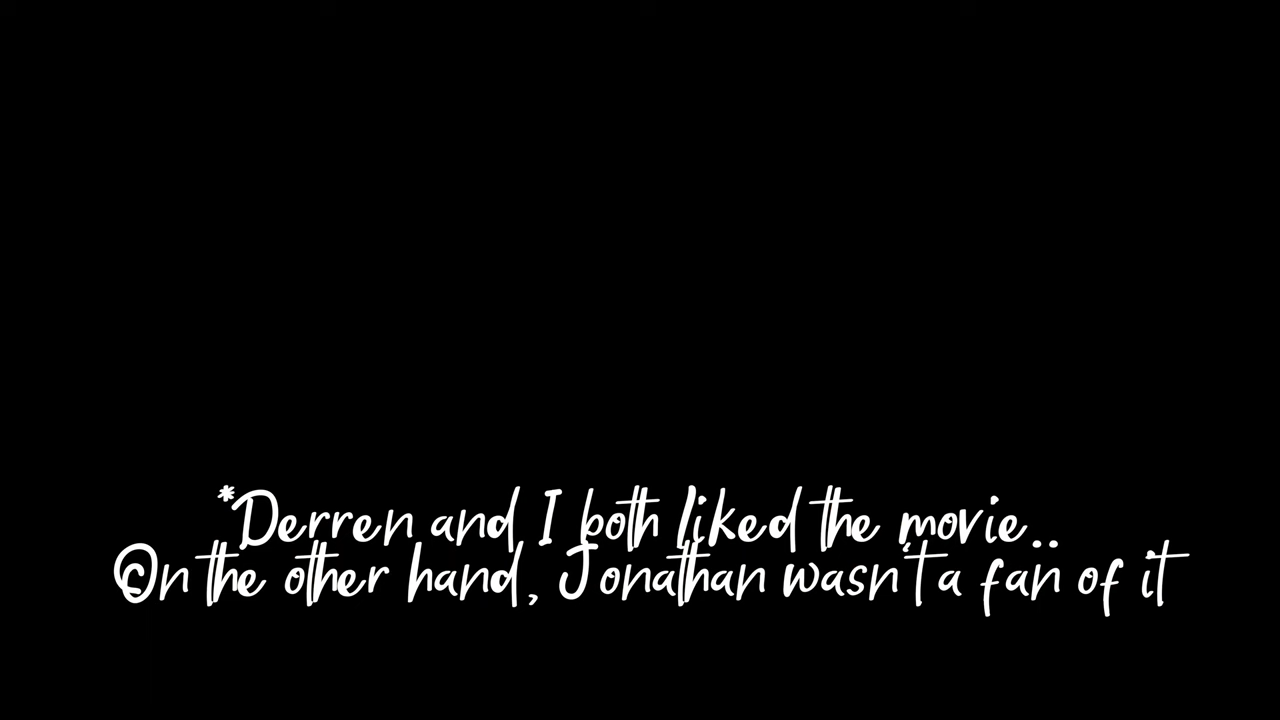 *Derren and I both liked the movie..
On the other hand, Jonathan wasn't a fan of it